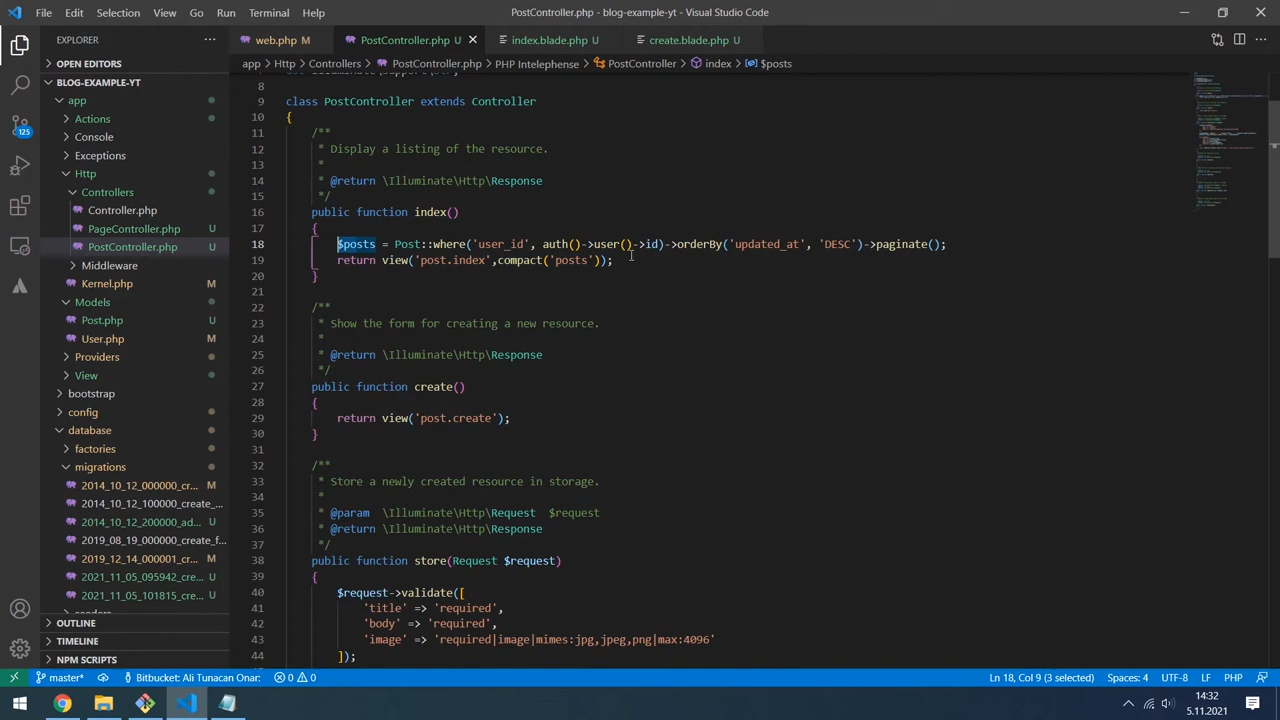 File Edit Selection View Go Run Terminal Help
PostController.php - blog-example-yt - Visual Studio Code
EXPLORER
web.php M
PostController.php U
index.blade.php U
create.blade.php U
app > Http > Controllers > PostController.php > PHP Intelephense > PostController > index > $posts
OPEN EDITORS
BLOG-EXAMPLE-YT
app
Actions
Console
Exceptions
Http
Controllers
Controller.php
PageController.php U
PostController.php U
Middleware
Kernel.php M
Models
Post.php U
User.php M
Providers
View
bootstrap
config
database
factories
migrations
2014_10_12_000000_cr... M
2014_10_12_100000_create_...
2014_10_12_200000_ad... U
2019_08_19_000000_create_f...
2019_12_14_000001_cr... M
2021_11_05_095942_cre... U
2021_11_05_101815_cre... U
OUTLINE
TIMELINE
NPM SCRIPTS
125
8
9 class PostController extends Controller
10 {
11 /**
12 * Display a listing of the resource.
13 *
14 * @return \Illuminate\Http\Response
15 */
16 public function index()
17 {
18 $posts = Post::where('user_id', auth()->user()->id)->orderBy('updated_at', 'DESC')->paginate();
19 return view('post.index',compact('posts'));
20 }
21
22 /**
23 * Show the form for creating a new resource.
24 *
25 * @return \Illuminate\Http\Response
26 */
27 public function create()
28 {
29 return view('post.create');
30 }
31
32 /**
33 * Store a newly created resource in storage.
34 *
35 * @param \Illuminate\Http\Request $request
36 * @return \Illuminate\Http\Response
37 */
38 public function store(Request $request)
39 {
40 $request->validate([
41 'title' => 'required',
42 'body' => 'required',
43 'image' => 'required|image|mimes:jpg,jpeg,png|max:4096'
44 ]);
master* Bitbucket: Ali Tunacan Onar: 0 0 Ln 18, Col 9 (3 selected) Spaces: 4 UTF-8 LF PHP
14:32
5.11.2021